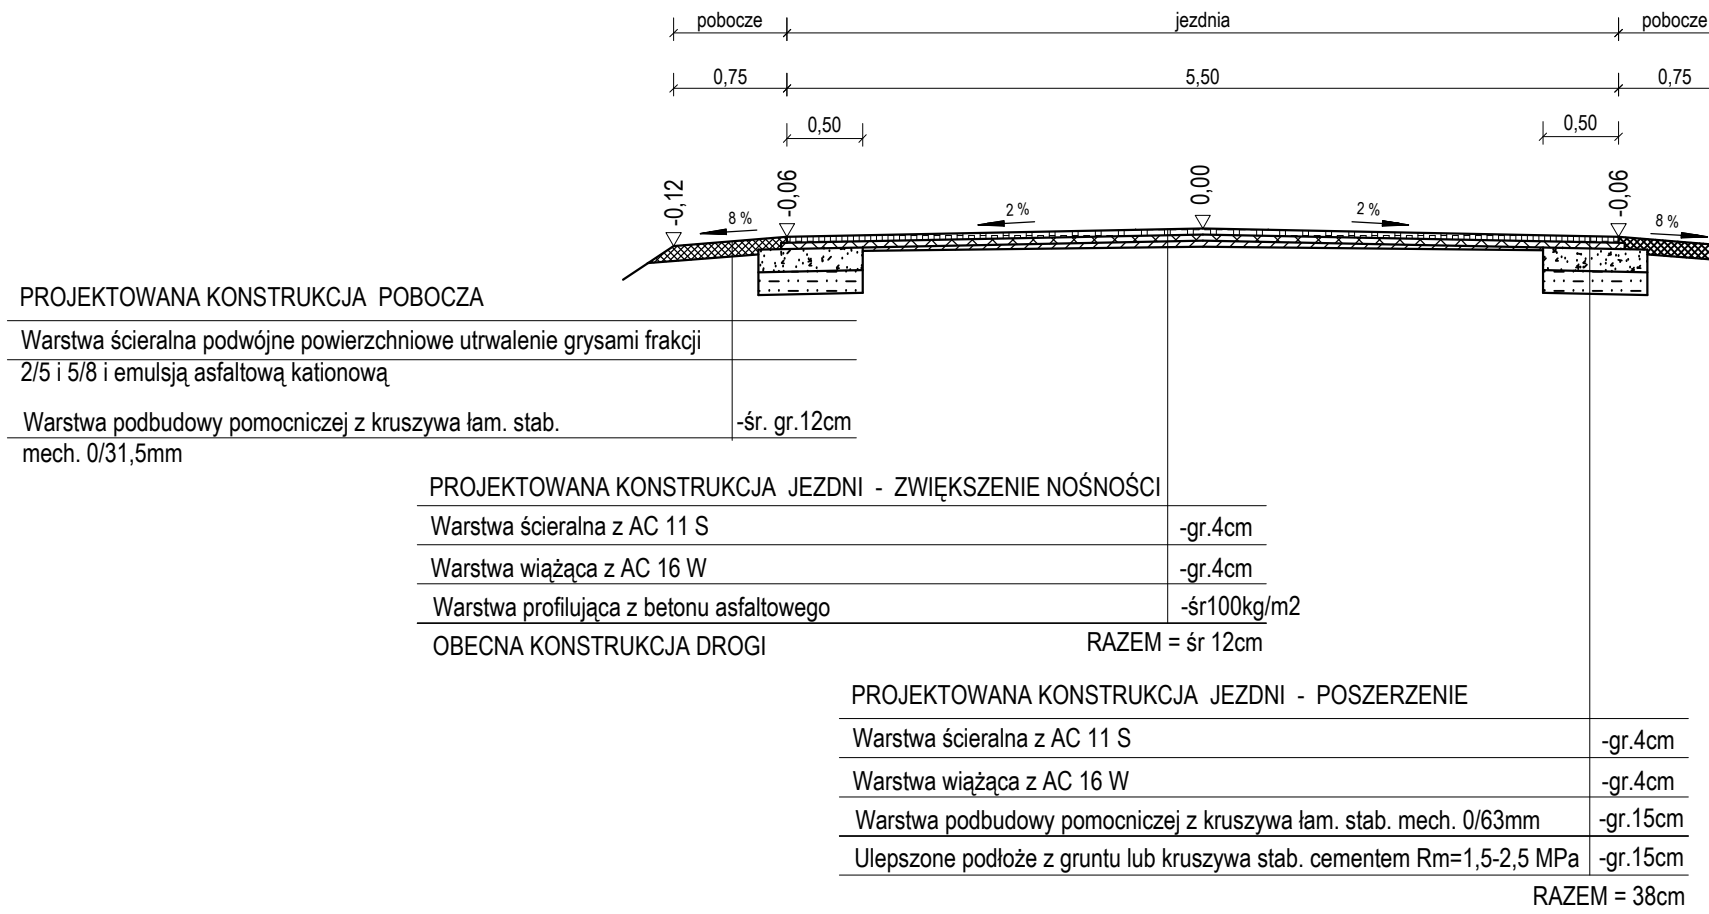 pobocze jezdnia pobocze
0,75 5,50 0,75
0,50 0,50
-0,12 -0,06 0,00 -0,06
8 % 2 % 2 % 8 %
PROJEKTOWANA KONSTRUKCJA POBOCZA
Warstwa ścieralna podwójne powierzchniowe utrwalenie grysami frakcji
2/5 i 5/8 i emulsją asfaltową kationową
Warstwa podbudowy pomocniczej z kruszywa łam. stab. -śr. gr.12cm
mech. 0/31,5mm
PROJEKTOWANA KONSTRUKCJA JEZDNI - ZWIĘKSZENIE NOŚNOŚCI
Warstwa ścieralna z AC 11 S -gr.4cm
Warstwa wiążąca z AC 16 W -gr.4cm
Warstwa profilująca z betonu asfaltowego -śr100kg/m2
OBECNA KONSTRUKCJA DROGI RAZEM = śr 12cm
PROJEKTOWANA KONSTRUKCJA JEZDNI - POSZERZENIE
Warstwa ścieralna z AC 11 S -gr.4cm
Warstwa wiążąca z AC 16 W -gr.4cm
Warstwa podbudowy pomocniczej z kruszywa łam. stab. mech. 0/63mm -gr.15cm
Ulepszone podłoże z gruntu lub kruszywa stab. cementem Rm=1,5-2,5 MPa -gr.15cm
RAZEM = 38cm